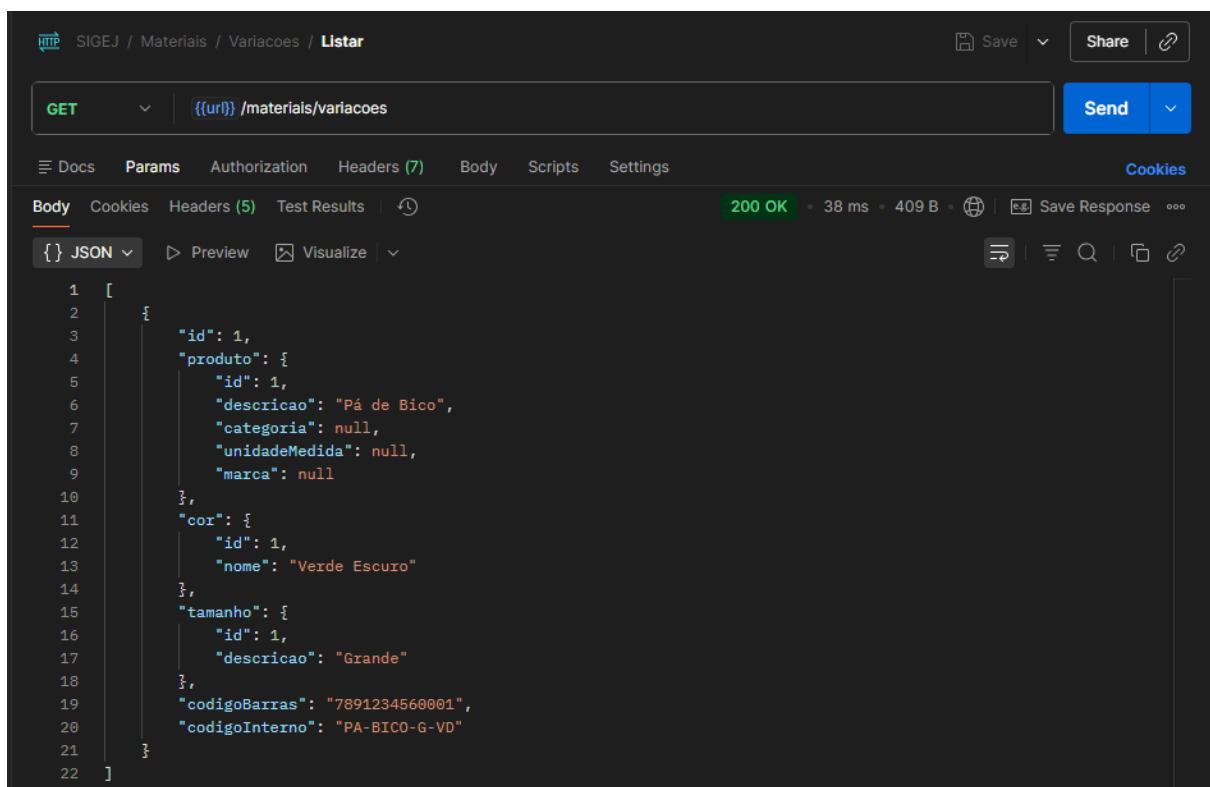 HTTP SIGEJ / Materiais / Variacoes / Listar Save Share
GET {{url}} /materiais/variacoes Send
Docs Params Authorization Headers (7) Body Scripts Settings Cookies
Body Cookies Headers (5) Test Results 200 OK • 38 ms • 409 B • e.g. Save Response
{} JSON Preview Visualize
1 [
2 {
3 "id": 1,
4 "produto": {
5 "id": 1,
6 "descricao": "Pá de Bico",
7 "categoria": null,
8 "unidadeMedida": null,
9 "marca": null
10 },
11 "cor": {
12 "id": 1,
13 "nome": "Verde Escuro"
14 },
15 "tamanho": {
16 "id": 1,
17 "descricao": "Grande"
18 },
19 "codigoBarras": "7891234560001",
20 "codigoInterno": "PA-BICO-G-VD"
21 }
22 ]